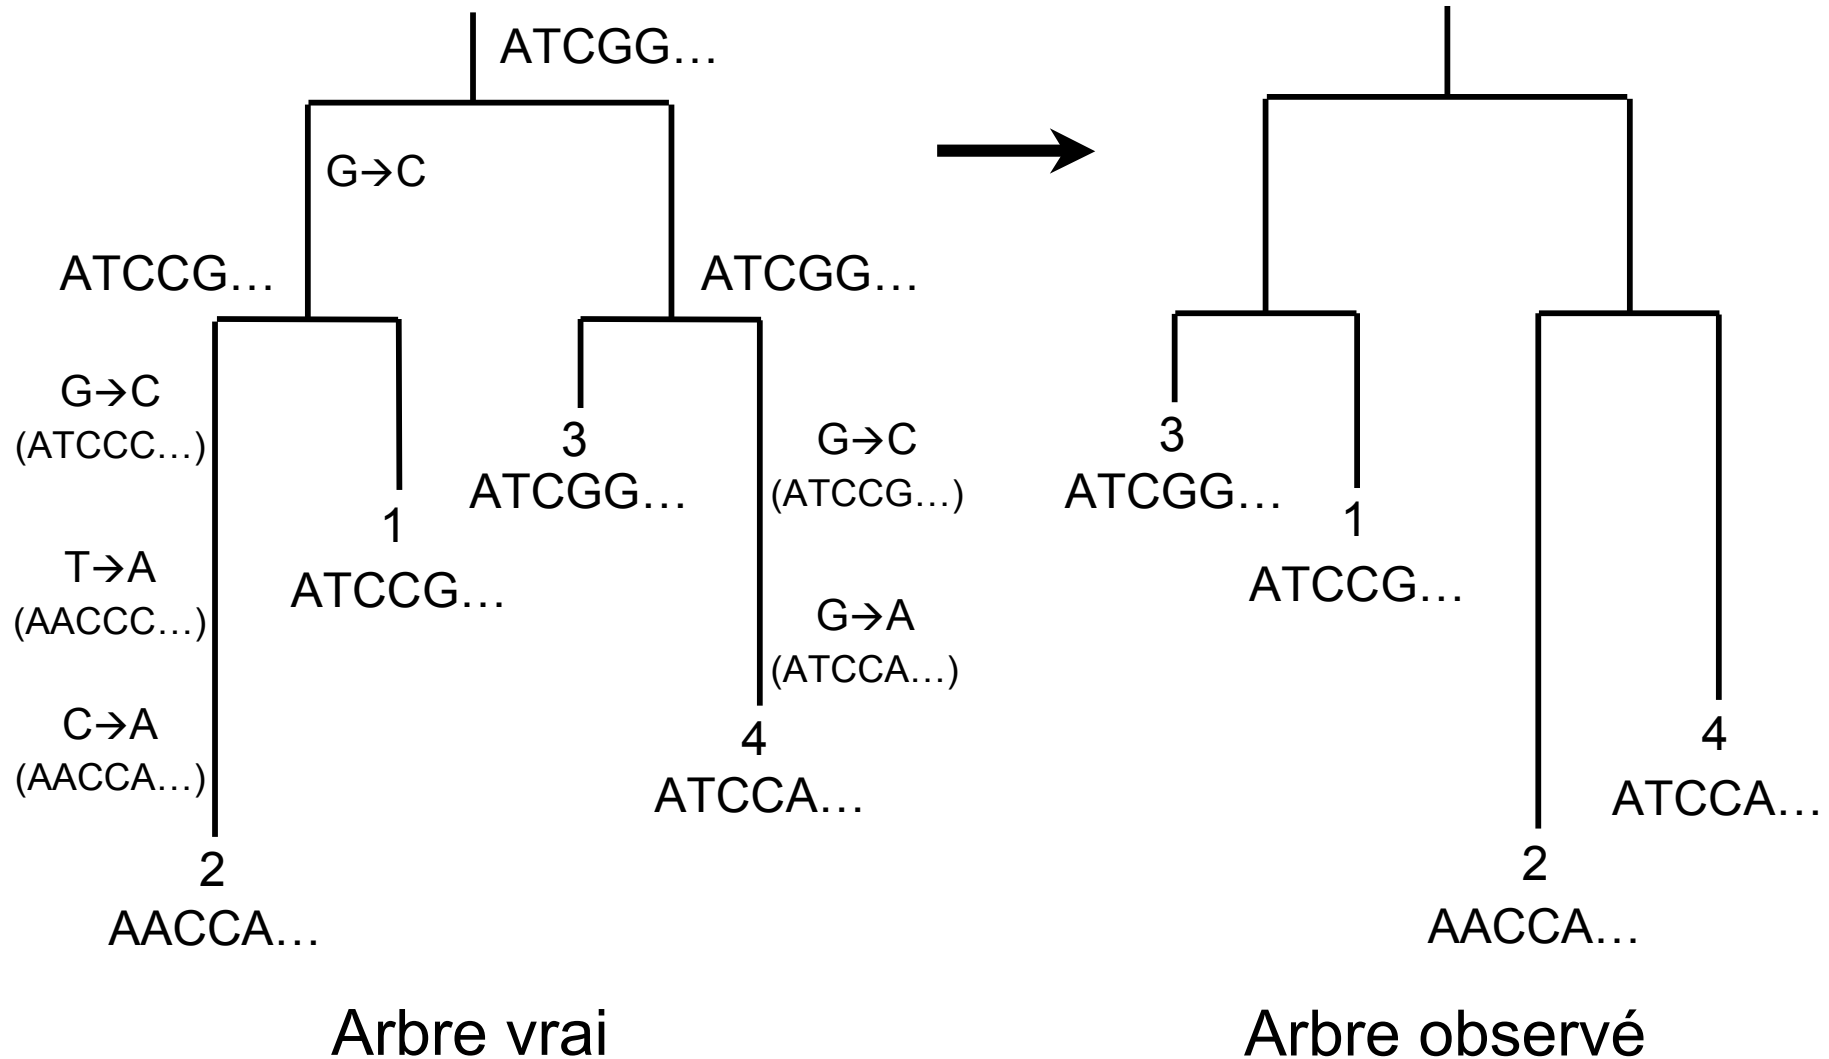 ATCGG…
G→C
ATCCG…
ATCGG…
G→C
(ATCCC…)
T→A
(AACCC…)
C→A
(AACCA…)
2
AACCA…
1
ATCCG…
3
ATCGG…
G→C
(ATCCG…)
G→A
(ATCCA…)
4
ATCCA…
Arbre vrai
3
ATCGG…
1
ATCCG…
2
AACCA…
4
ATCCA…
Arbre observé